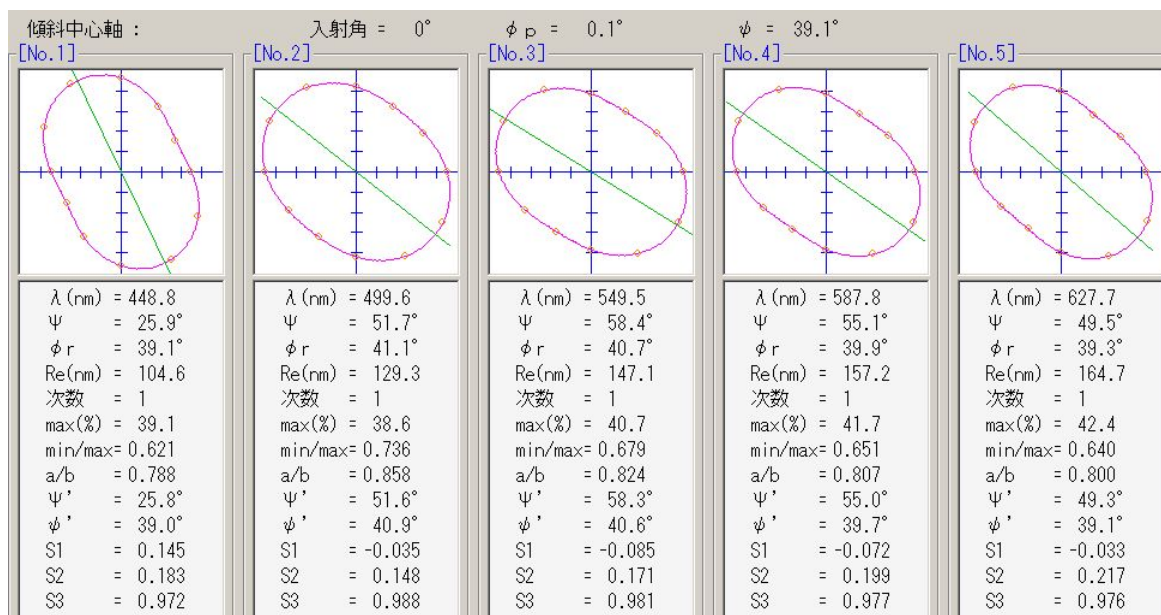 傾斜中心軸 : 入射角 = 0° φp = 0.1° ψ = 39.1°
[No.1] [No.2] [No.3] [No.4] [No.5]
λ(nm) = 448.8
Ψ = 25.9°
φr = 39.1°
Re(nm) = 104.6
次数 = 1
max(%) = 39.1
min/max= 0.621
a/b = 0.788
Ψ' = 25.8°
ψ' = 39.0°
S1 = 0.145
S2 = 0.183
S3 = 0.972
λ(nm) = 499.6
Ψ = 51.7°
φr = 41.1°
Re(nm) = 129.3
次数 = 1
max(%) = 38.6
min/max= 0.736
a/b = 0.858
Ψ' = 51.6°
ψ' = 40.9°
S1 = -0.035
S2 = 0.148
S3 = 0.988
λ(nm) = 549.5
Ψ = 58.4°
φr = 40.7°
Re(nm) = 147.1
次数 = 1
max(%) = 40.7
min/max= 0.679
a/b = 0.824
Ψ' = 58.3°
ψ' = 40.6°
S1 = -0.085
S2 = 0.171
S3 = 0.981
λ(nm) = 587.8
Ψ = 55.1°
φr = 39.9°
Re(nm) = 157.2
次数 = 1
max(%) = 41.7
min/max= 0.651
a/b = 0.807
Ψ' = 55.0°
ψ' = 39.7°
S1 = -0.072
S2 = 0.199
S3 = 0.977
λ(nm) = 627.7
Ψ = 49.5°
φr = 39.3°
Re(nm) = 164.7
次数 = 1
max(%) = 42.4
min/max= 0.640
a/b = 0.800
Ψ' = 49.3°
ψ' = 39.1°
S1 = -0.033
S2 = 0.217
S3 = 0.976